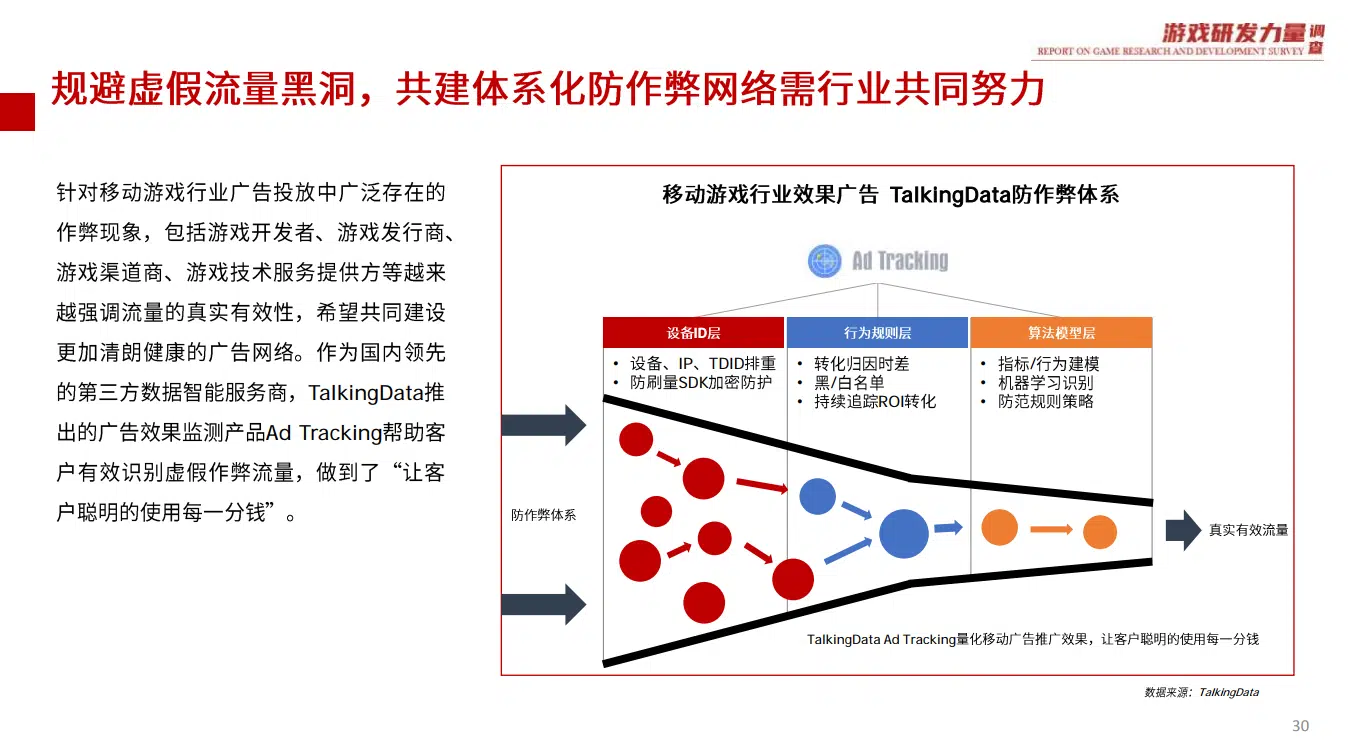 游戏研发力量调查
REPORT ON GAME RESEARCH AND DEVELOPMENT SURVEY
规避虚假流量黑洞，共建体系化防作弊网络需行业共同努力
针对移动游戏行业广告投放中广泛存在的
作弊现象，包括游戏开发者、游戏发行商、
游戏渠道商、游戏技术服务提供方等越来
越强调流量的真实有效性，希望共同建设
更加清朗健康的广告网络。作为国内领先
的第三方数据智能服务商，TalkingData推
出的广告效果监测产品Ad Tracking帮助客
户有效识别虚假作弊流量，做到了“让客
户聪明的使用每一分钱”。
移动游戏行业效果广告 TalkingData防作弊体系
Ad Tracking
设备ID层
• 设备、IP、TDID排重
• 防刷量SDK加密防护
行为规则层
• 转化归因时差
• 黑/白名单
• 持续追踪ROI转化
算法模型层
• 指标/行为建模
• 机器学习识别
• 防范规则策略
防作弊体系
真实有效流量
TalkingData Ad Tracking量化移动广告推广效果，让客户聪明的使用每一分钱
数据来源：TalkingData
30